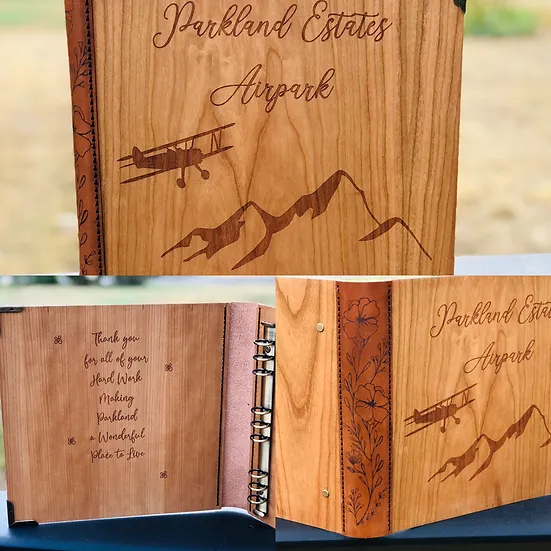 Parkland Estates
Airpark
Thank you
for all of your
Hard Work
Making
Parkland
a Wonderful
Place to Live
Parkland Esta
Airpark